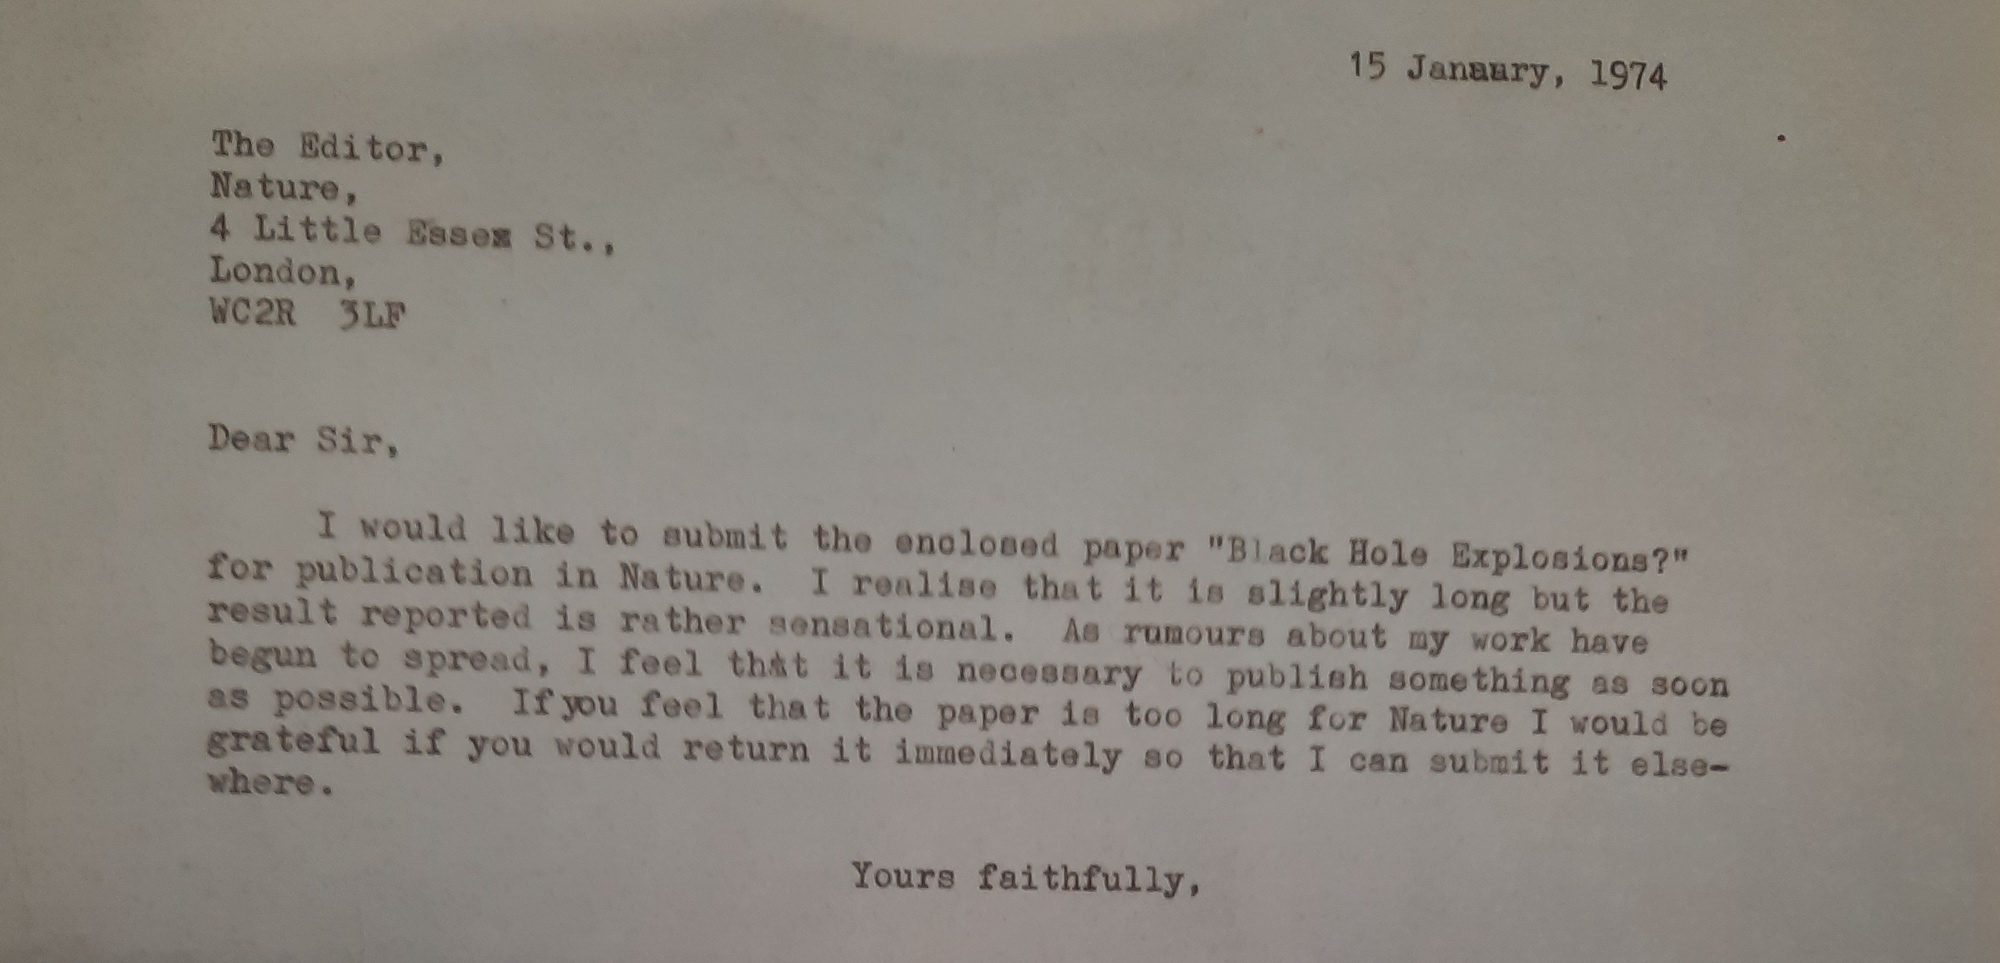 15 January, 1974
The Editor,
Nature,
4 Little Essex St.,
London,
WC2R 3LF
Dear Sir,
I would like to submit the enclosed paper "Black Hole Explosions?"
for publication in Nature. I realise that it is slightly long but the
result reported is rather sensational. As rumours about my work have
begun to spread, I feel that it is necessary to publish something as soon
as possible. If you feel that the paper is too long for Nature I would be
grateful if you would return it immediately so that I can submit it else-
where.
Yours faithfully,